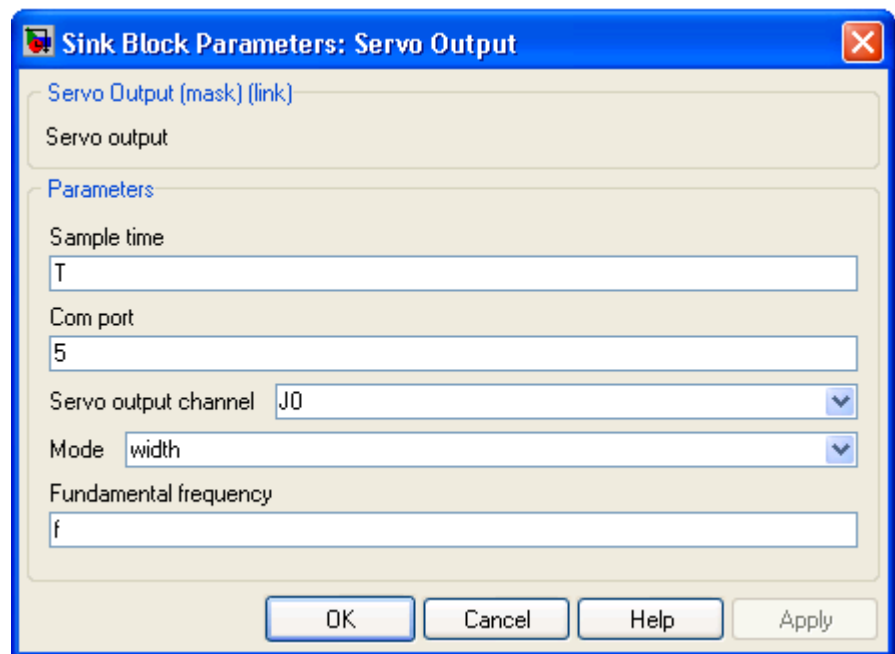 Sink Block Parameters: Servo Output
Servo Output (mask) (link)
Servo output
Parameters
Sample time
T
Com port
5
Servo output channel J0
Mode width
Fundamental frequency
f
OK Cancel Help Apply